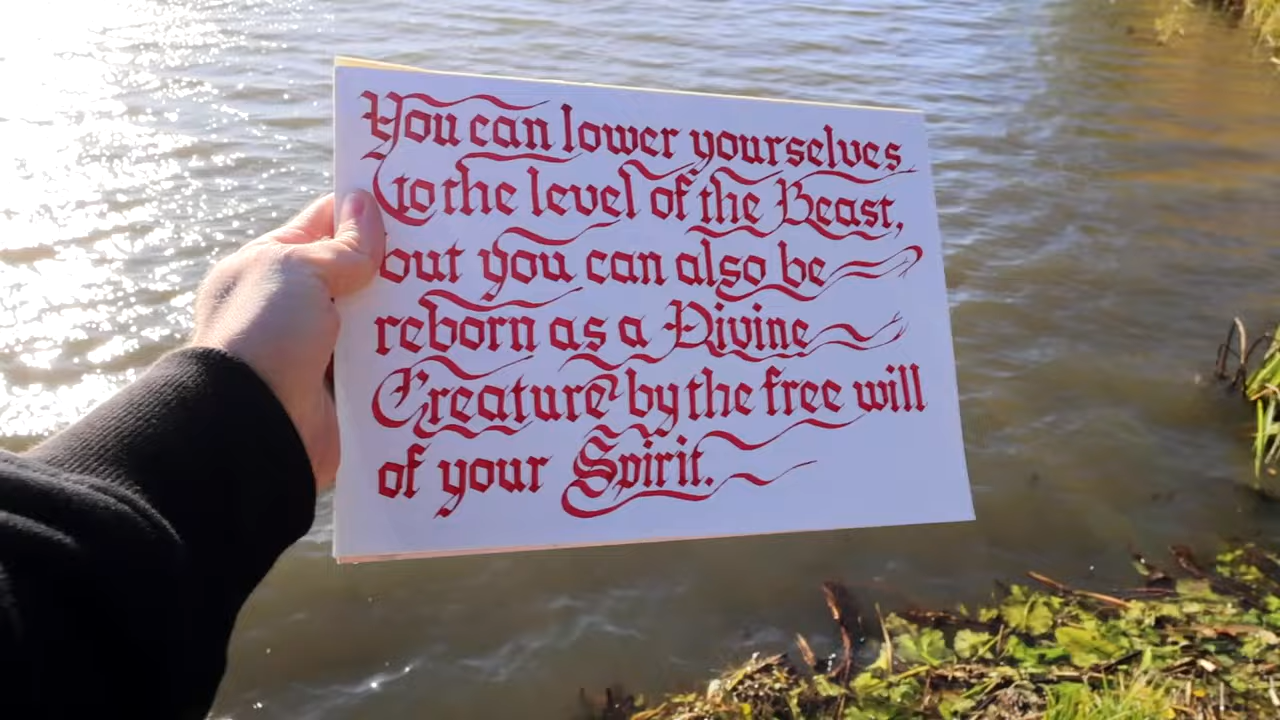 You can lower yourselves
to the level of the Beast,
but you can also be
reborn as a Divine
Creature by the free will
of your Spirit.